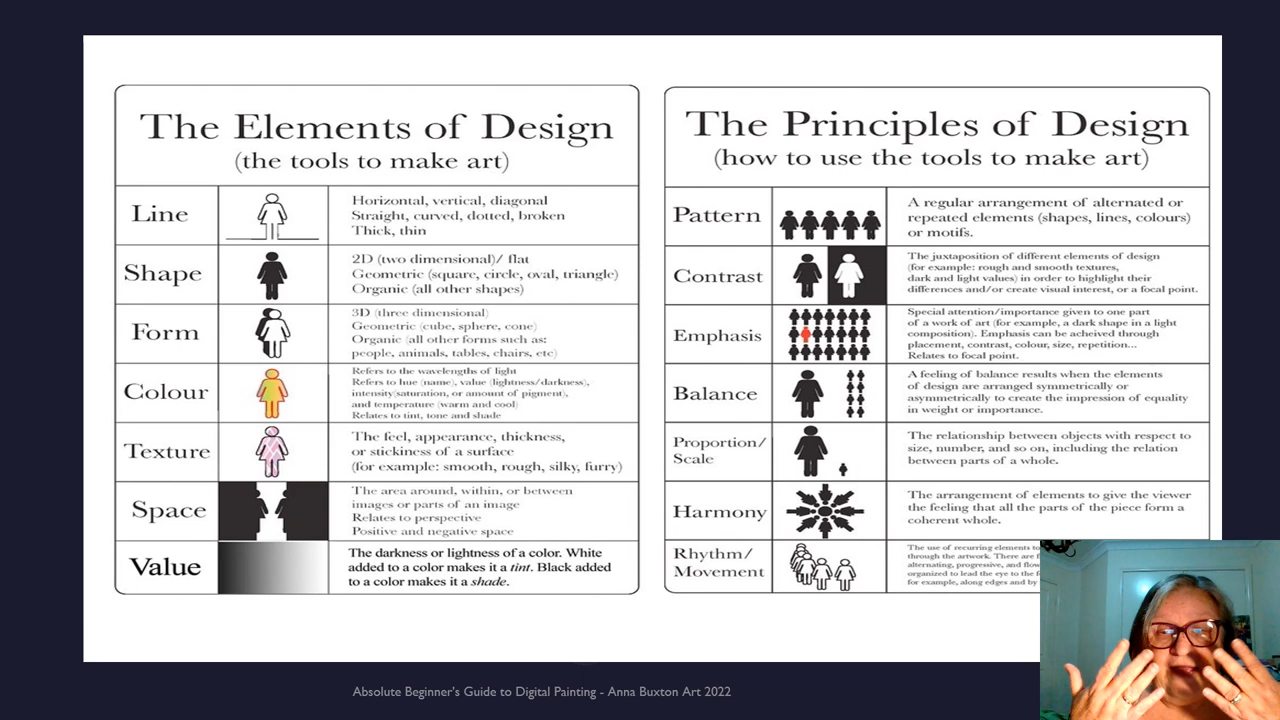 The Elements of Design
(the tools to make art)
Line
Horizontal, vertical, diagonal
Straight, curved, dotted, broken
Thick, thin
Shape
2D (two dimensional)/ flat
Geometric (square, circle, oval, triangle)
Organic (all other shapes)
Form
3D (three dimensional)
Geometric (cube, sphere, cone)
Organic (all other forms such as:
people, animals, tables, chairs, etc)
Colour
Refers to the wavelengths of light
Refers to hue (name), value (lightness/darkness),
intensity(saturation, or amount of pigment),
and temperature (warm and cool)
Relates to tint, tone and shade
Texture
The feel, appearance, thickness,
or stickiness of a surface
(for example: smooth, rough, silky, furry)
Space
The area around, within, or between
images or parts of an image
Relates to perspective
Positive and negative space
Value
The darkness or lightness of a color. White
added to a color makes it a tint. Black added
to a color makes it a shade.
The Principles of Design
(how to use the tools to make art)
Pattern
A regular arrangement of alternated or
repeated elements (shapes, lines, colours)
or motifs.
Contrast
The juxtaposition of different elements of design
(for example: rough and smooth textures,
dark and light values) in order to highlight their
differences and/or create visual interest, or a focal point.
Emphasis
Special attention/importance given to one part
of a work of art (for example, a dark shape in a light
composition). Emphasis can be acheived through
placement, contrast, colour, size, repetition...
Relates to focal point.
Balance
A feeling of balance results when the elements
of design are arranged symmetrically or
asymmetrically to create the impression of equality
in weight or importance.
Proportion/
Scale
The relationship between objects with respect to
size, number, and so on, including the relation
between parts of a whole.
Harmony
The arrangement of elements to give the viewer
the feeling that all the parts of the piece form a
coherent whole.
Rhythm/
Movement
The use of recurring elements to
through the artwork. There are
alternating, progressive, and
organized to lead the eye to the
for example, along edges and by
Absolute Beginner's Guide to Digital Painting - Anna Buxton Art 2022